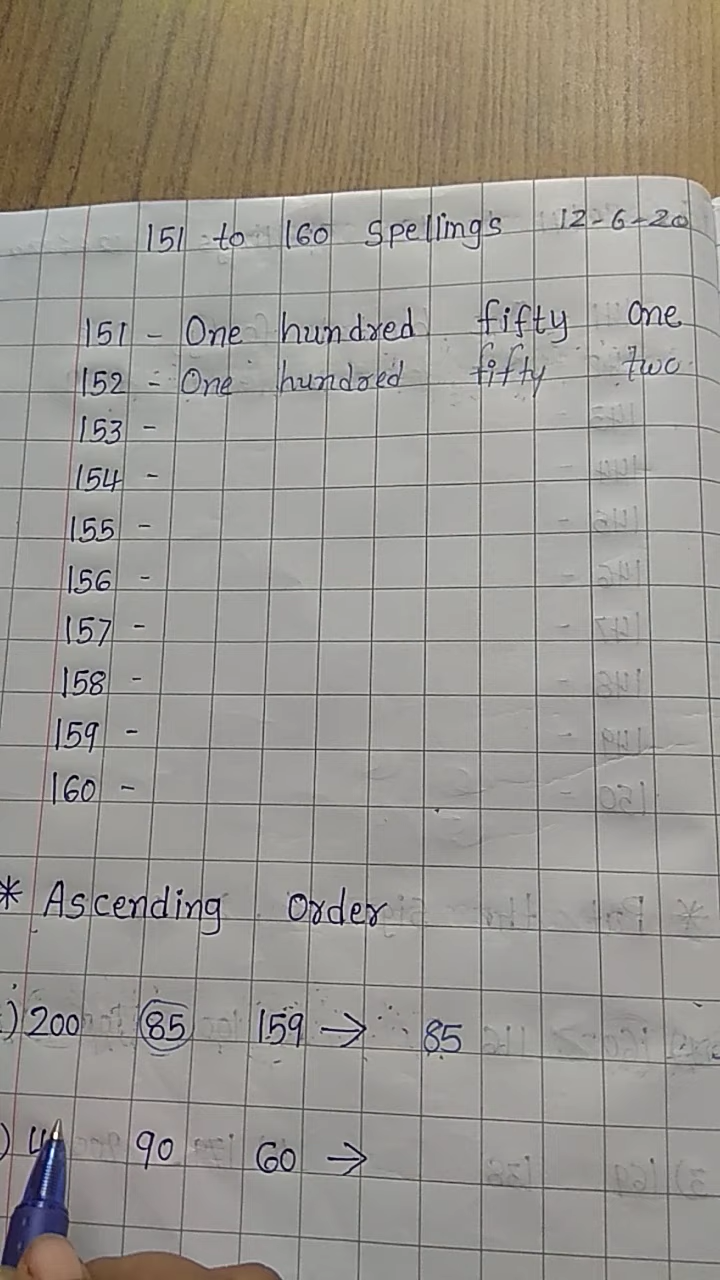 151 to 160 Spellings 12-6-20
151 - One hundred fifty one
152 - One hundred fifty two
153 -
154 -
155 -
156 -
157 -
158 -
159 -
160 -
* Ascending Order
) 200 85 159 → 85
) 90 60 →